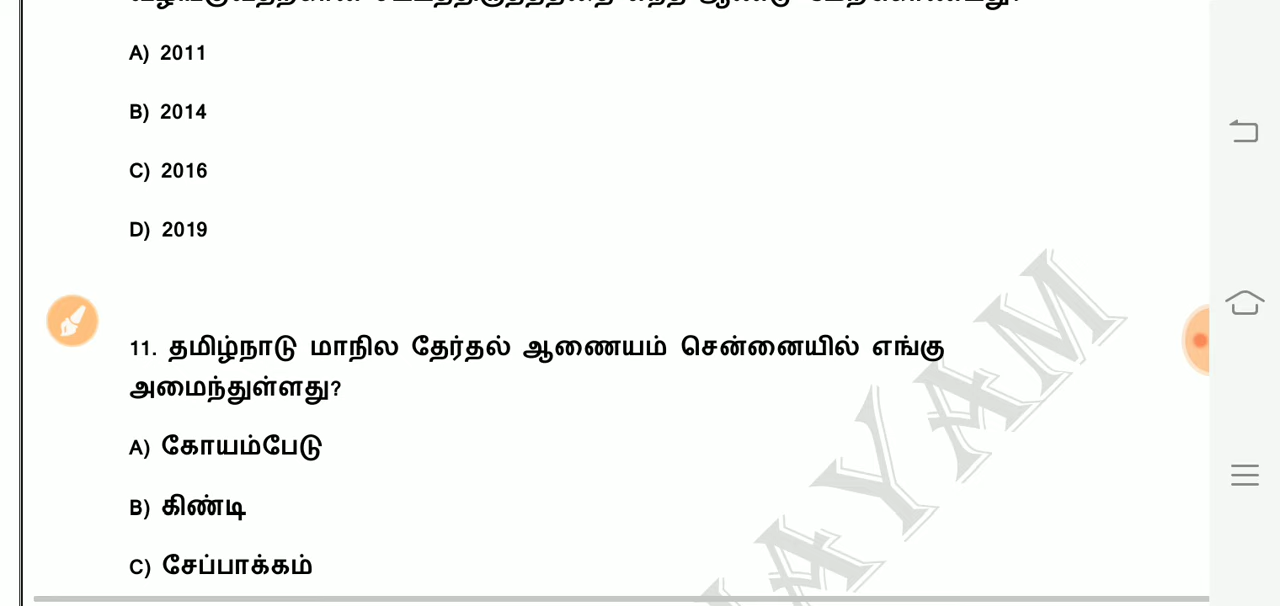 A) 2011
B) 2014
C) 2016
D) 2019
11. தமிழ்நாடு மாநில தேர்தல் ஆணையம் சென்னையில் எங்கு
அமைந்துள்ளது?
A) கோயம்பேடு
B) கிண்டி
C) சேப்பாக்கம்